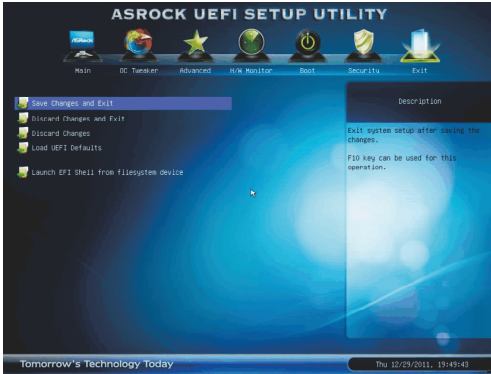 ASROCK UEFI SETUP UTILITY
ASRock
Main OC Tweaker Advanced H/W Monitor Boot Security Exit
Save Changes and Exit
Discard Changes and Exit
Discard Changes
Load UEFI Defaults
Launch EFI Shell from filesystem device
Description
Exit system setup after saving the
changes.
F10 key can be used for this
operation.
Tomorrow's Technology Today
Thu 12/29/2011, 19:49:43